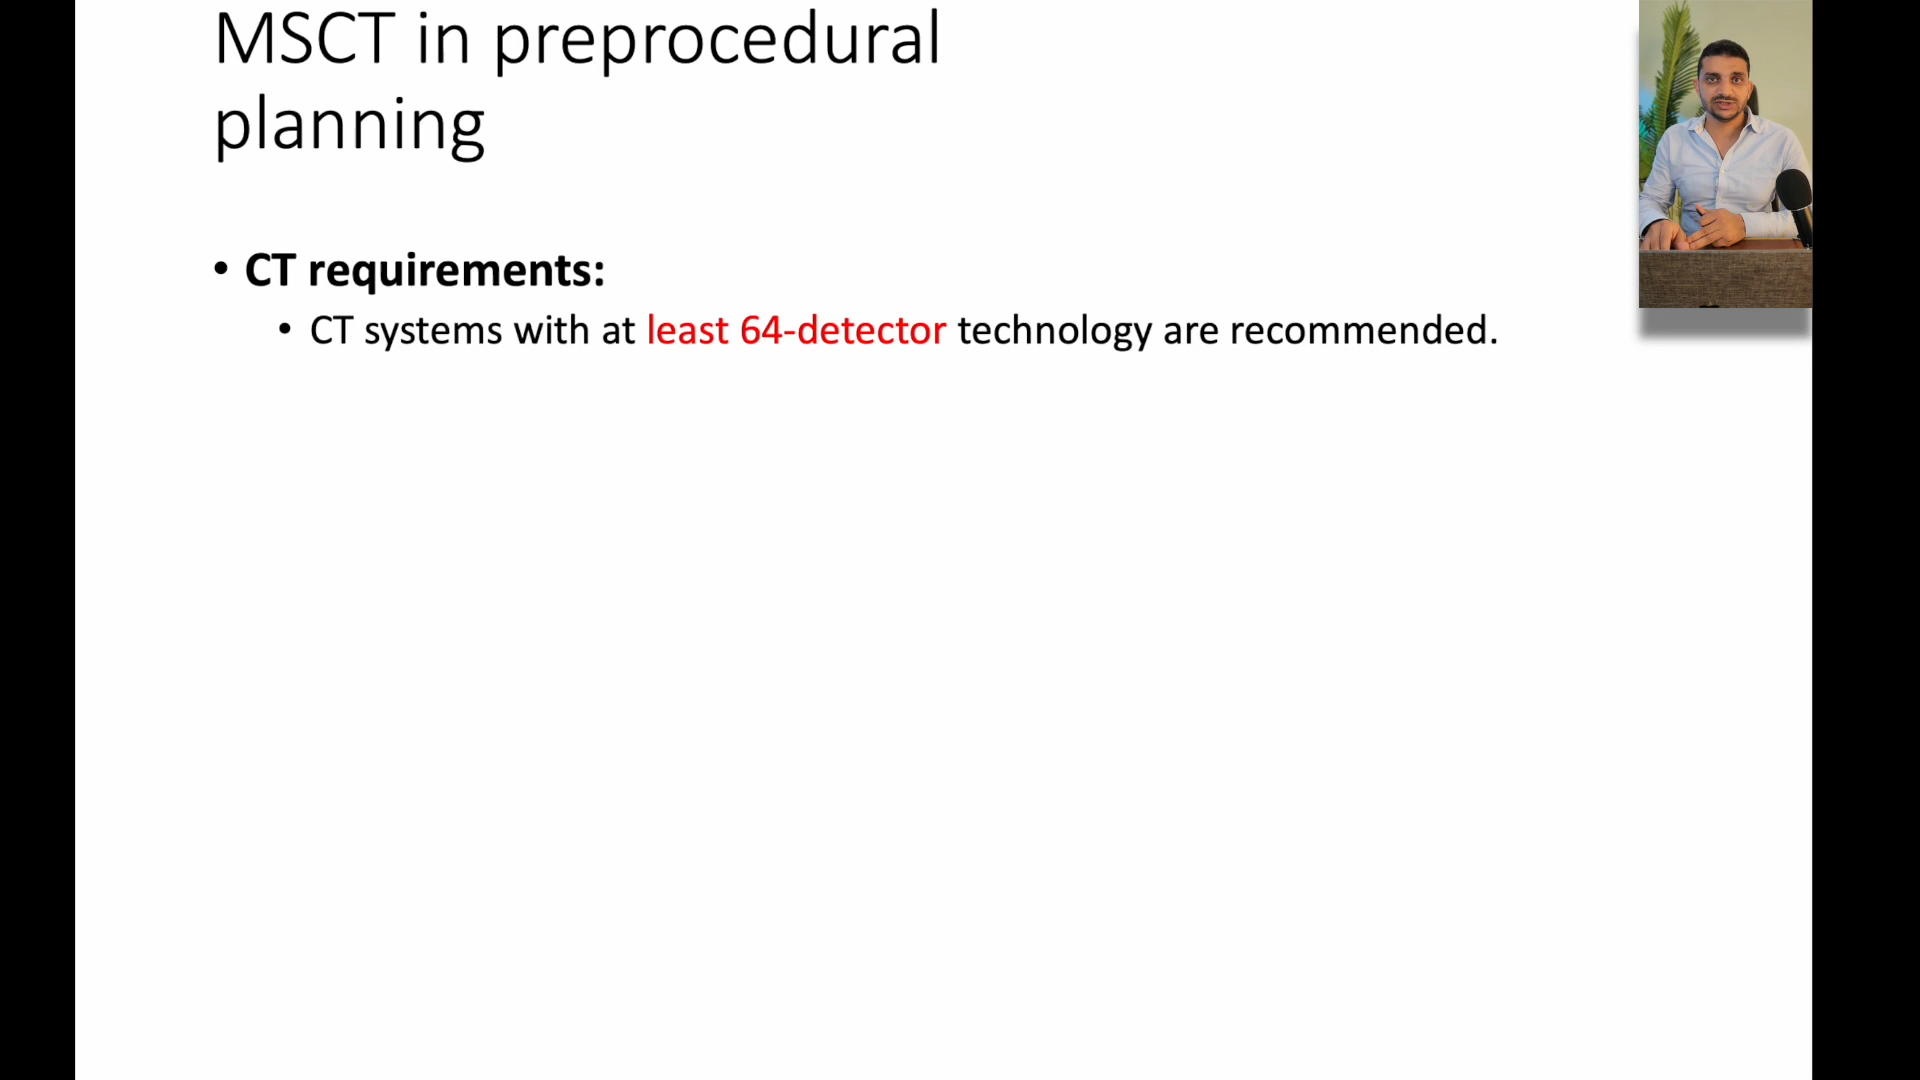 MSCT in preprocedural
planning
• CT requirements:
• CT systems with at least 64-detector technology are recommended.